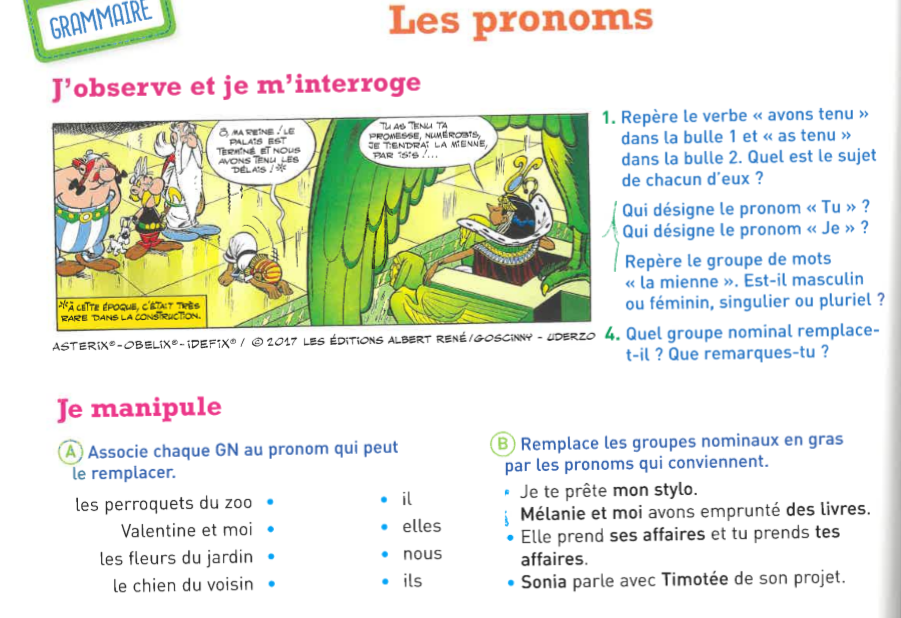 GRAMMAIRE
Les pronoms
J'observe et je m'interroge
Ô MA REINE ! LE
PALAIS EST
TERMINÉ ET NOUS
AVONS TENU LES
DÉLAIS ! *
TU AS TENU TA
PROMESSE, NUMÉROBIS,
JE TIENDRAI LA MIENNE,
PAR ISIS !...
*À CETTE ÉPOQUE, C'ÉTAIT TRÈS
RARE DANS LA CONSTRUCTION.
ASTERIX®-OBELIX®-IDEFIX® / © 2017 LES ÉDITIONS ALBERT RENÉ/GOSCINNY - UDERZO
1. Repère le verbe « avons tenu »
dans la bulle 1 et « as tenu »
dans la bulle 2. Quel est le sujet
de chacun d'eux ?
Qui désigne le pronom « Tu » ?
Qui désigne le pronom « Je » ?
Repère le groupe de mots
« la mienne ». Est-il masculin
ou féminin, singulier ou pluriel ?
4. Quel groupe nominal remplace-
t-il ? Que remarques-tu ?
Je manipule
A Associe chaque GN au pronom qui peut
le remplacer.
les perroquets du zoo • • il
Valentine et moi • • elles
les fleurs du jardin • • nous
le chien du voisin • • ils
B Remplace les groupes nominaux en gras
par les pronoms qui conviennent.
• Je te prête mon stylo.
Mélanie et moi avons emprunté des livres.
• Elle prend ses affaires et tu prends tes
affaires.
• Sonia parle avec Timotée de son projet.